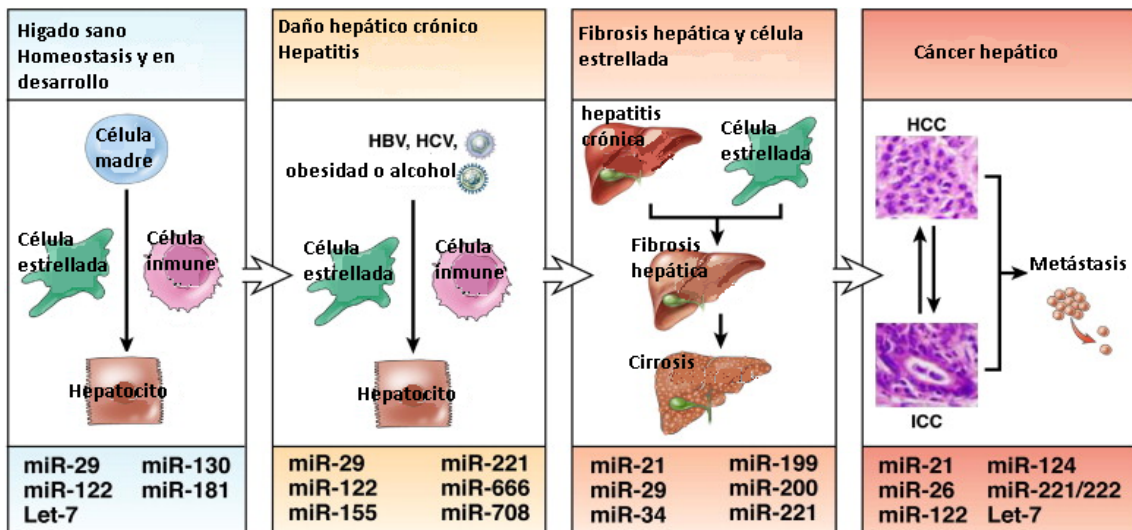 Higado sano
Homeostasis y en
desarrollo
Célula
madre
Célula
estrellada
Célula
inmune
Hepatocito
miR-29 miR-130
miR-122 miR-181
Let-7
Daño hepático crónico
Hepatitis
HBV, HCV,
obesidad o alcohol
Célula
estrellada
Célula
inmune
Hepatocito
miR-29 miR-221
miR-122 miR-666
miR-155 miR-708
Fibrosis hepática y célula
estrellada
hepatitis
crónica
Célula
estrellada
Fibrosis
hepática
Cirrosis
miR-21 miR-199
miR-29 miR-200
miR-34 miR-221
Cáncer hepático
HCC
Metástasis
ICC
miR-21 miR-124
miR-26 miR-221/222
miR-122 Let-7